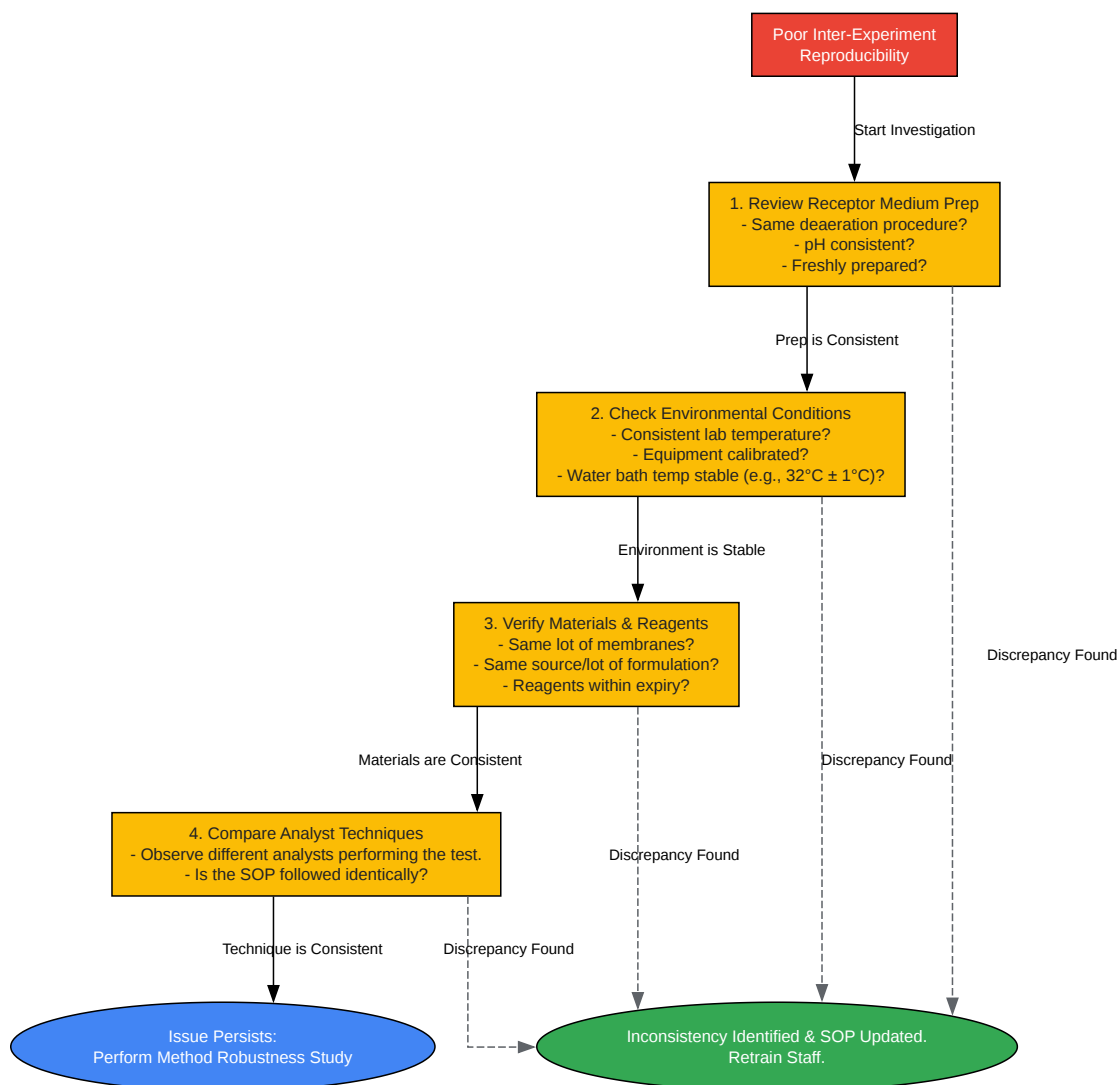 Poor Inter-Experiment
Reproducibility
Start Investigation
1. Review Receptor Medium Prep
- Same deaeration procedure?
- pH consistent?
- Freshly prepared?
Prep is Consistent
2. Check Environmental Conditions
- Consistent lab temperature?
- Equipment calibrated?
- Water bath temp stable (e.g., 32°C ± 1°C)?
Environment is Stable
3. Verify Materials & Reagents
- Same lot of membranes?
- Same source/lot of formulation?
- Reagents within expiry?
Discrepancy Found
Materials are Consistent
Discrepancy Found
4. Compare Analyst Techniques
- Observe different analysts performing the test.
- Is the SOP followed identically?
Discrepancy Found
Technique is Consistent
Discrepancy Found
Issue Persists:
Perform Method Robustness Study
Inconsistency Identified & SOP Updated.
Retrain Staff.